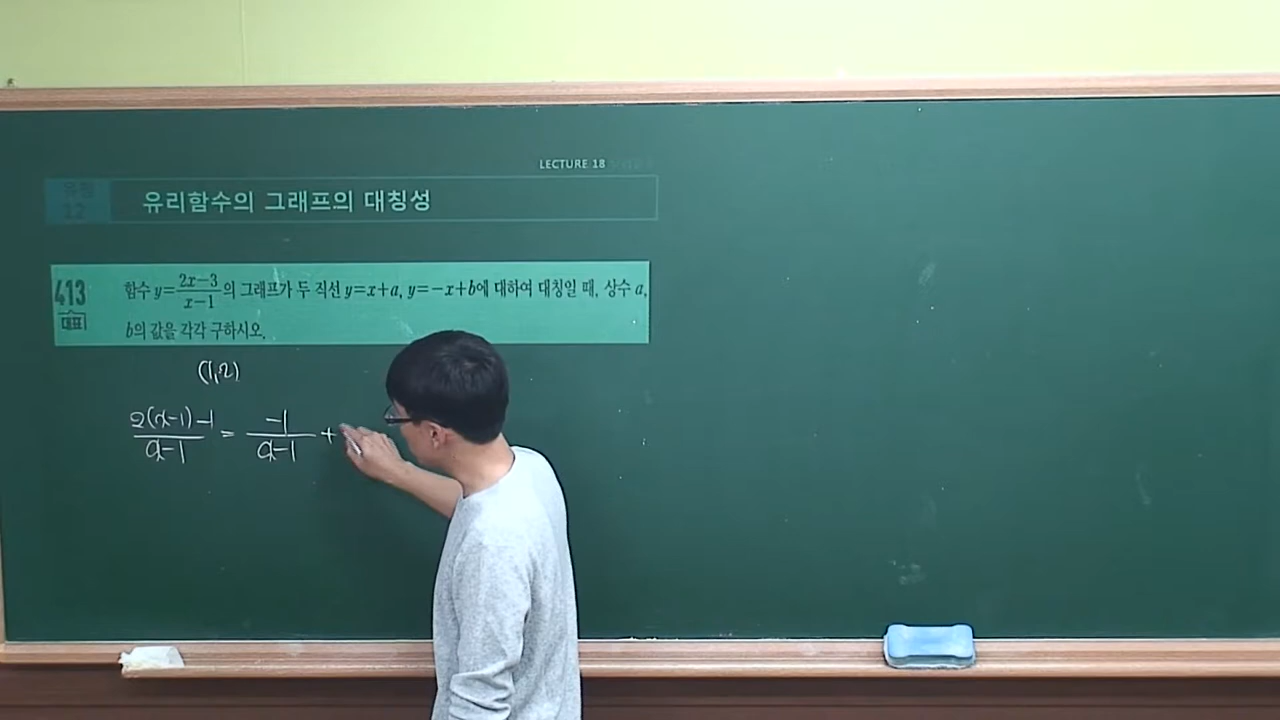 LECTURE 18
유형
12
유리함수의 그래프의 대칭성
413
대표
함수 y=\frac{2x-3}{x-1}의 그래프가 두 직선 y=x+a, y=-x+b에 대하여 대칭일 때, 상수 a,
b의 값을 각각 구하시오.
(1,2)
\frac{2(x-1)-1}{x-1} = \frac{-1}{x-1} +